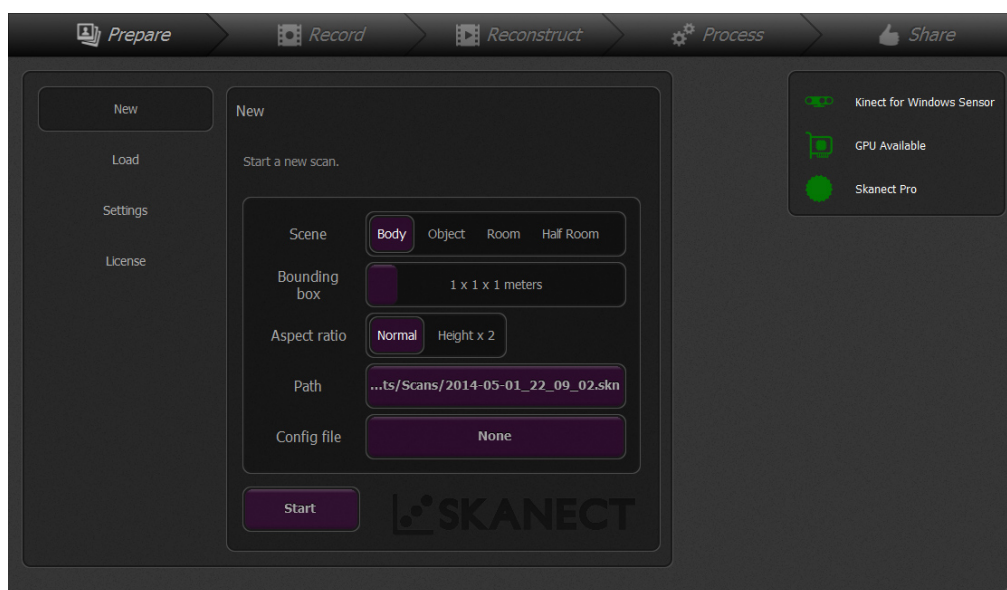 Prepare
Record
Reconstruct
Process
Share
New
Load
Settings
License
New
Start a new scan.
Scene
Body
Object
Room
Half Room
Bounding
box
1 x 1 x 1 meters
Aspect ratio
Normal
Height x 2
Path
...ts/Scans/2014-05-01_22_09_02.skn
Config file
None
Start
SKANECT
Kinect for Windows Sensor
GPU Available
Skanect Pro